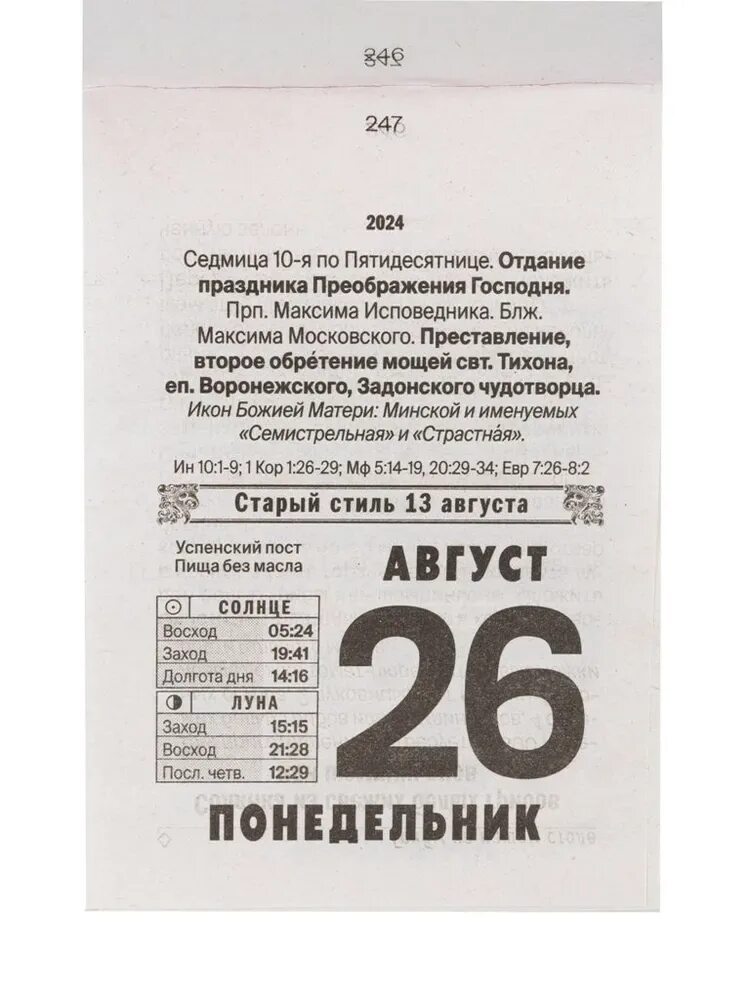 247
2024
Седмица 10-я по Пятидесятнице. Отдание
праздника Преображения Господня.
Прп. Максима Исповедника. Блж.
Максима Московского. Преставление,
второе обре́тение мощей свт. Тихона,
еп. Воронежского, Задонского чудотворца.
Икон Божией Матери: Минской и именуемых
«Семистрельная» и «Страстна́я».
Ин 10:1-9; 1 Кор 1:26-29; Мф 5:14-19, 20:29-34; Евр 7:26-8:2
Старый стиль 13 августа
Успенский пост
Пища без масла
АВГУСТ
26
СОЛНЦЕ
Восход 05:24
Заход 19:41
Долгота дня 14:16
ЛУНА
Заход 15:15
Восход 21:28
Посл. четв. 12:29
ПОНЕДЕЛЬНИК